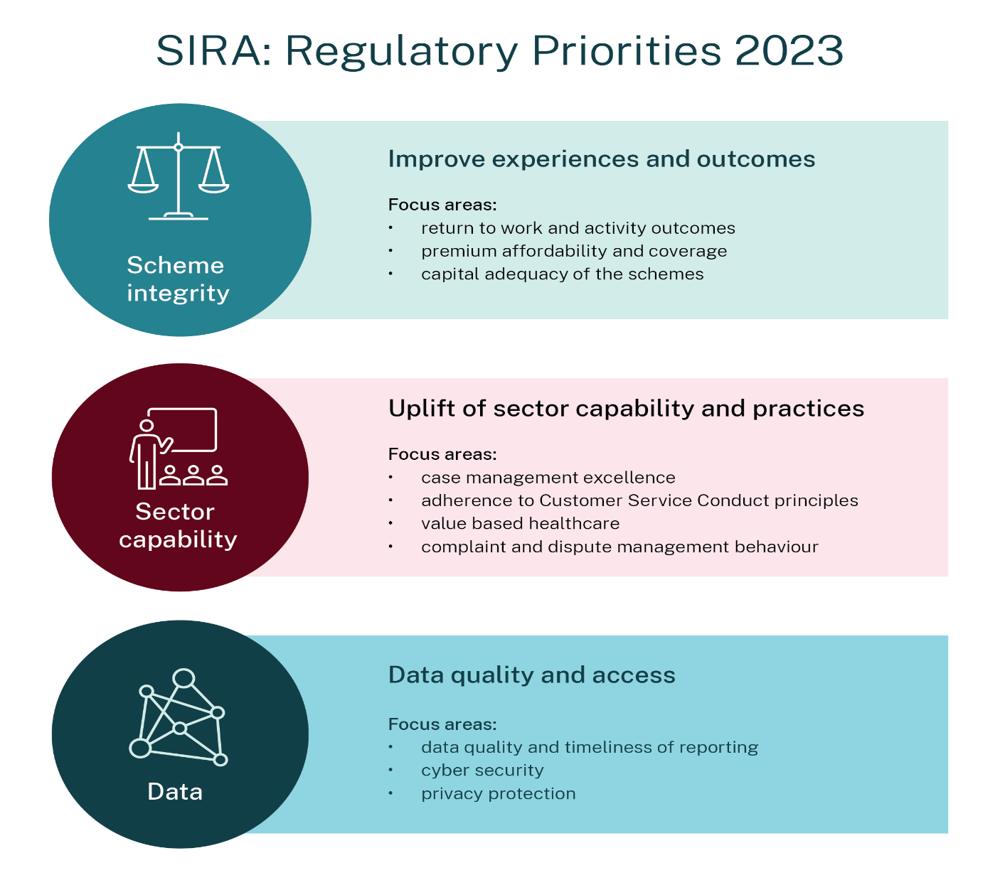 SIRA: Regulatory Priorities 2023
Scheme
integrity
Improve experiences and outcomes
Focus areas:
• return to work and activity outcomes
• premium affordability and coverage
• capital adequacy of the schemes
Sector
capability
Uplift of sector capability and practices
Focus areas:
• case management excellence
• adherence to Customer Service Conduct principles
• value based healthcare
• complaint and dispute management behaviour
Data
Data quality and access
Focus areas:
• data quality and timeliness of reporting
• cyber security
• privacy protection